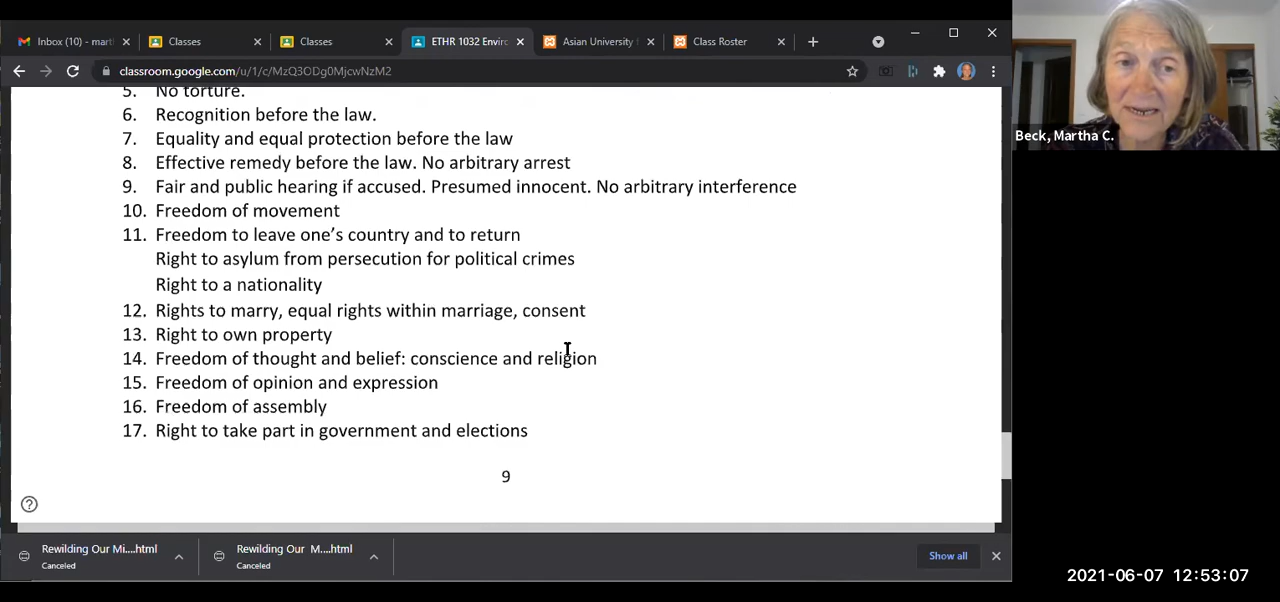 Inbox (10) - mart
Classes
Classes
ETHR 1032 Enviro
Asian University f
Class Roster
classroom.google.com/u/1/c/MzQ3ODg0MjcwNzM2
Beck, Martha C.
5. No torture.
6. Recognition before the law.
7. Equality and equal protection before the law
8. Effective remedy before the law. No arbitrary arrest
9. Fair and public hearing if accused. Presumed innocent. No arbitrary interference
10. Freedom of movement
11. Freedom to leave one’s country and to return
Right to asylum from persecution for political crimes
Right to a nationality
12. Rights to marry, equal rights within marriage, consent
13. Right to own property
14. Freedom of thought and belief: conscience and religion
15. Freedom of opinion and expression
16. Freedom of assembly
17. Right to take part in government and elections
9
Rewilding Our Mi....html
Canceled
Rewilding Our M....html
Canceled
Show all
2021-06-07 12:53:07